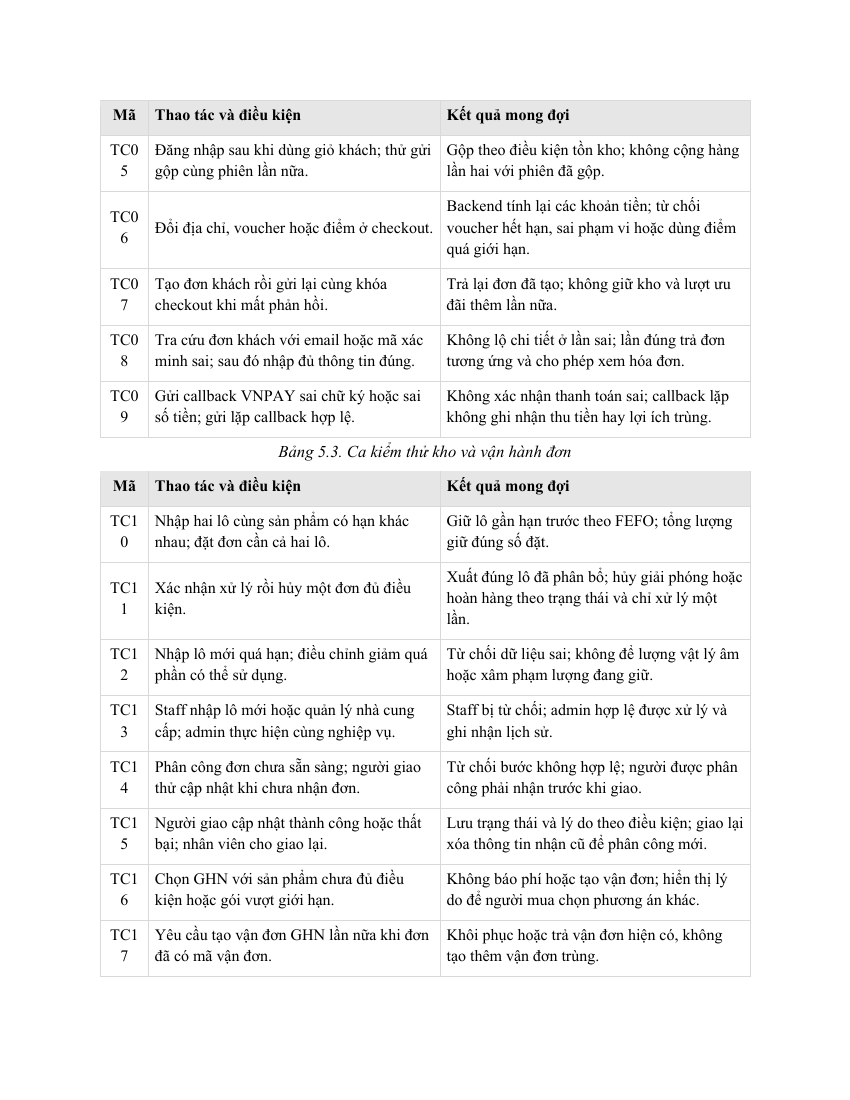 Mã Thao tác và điều kiện Kết quả mong đợi
TC0
5
Đăng nhập sau khi dùng giỏ khách; thử gửi
gộp cùng phiên lần nữa.
Gộp theo điều kiện tồn kho; không cộng hàng
lần hai với phiên đã gộp.
TC0
6
Đổi địa chỉ, voucher hoặc điểm ở checkout.
Backend tính lại các khoản tiền; từ chối
voucher hết hạn, sai phạm vi hoặc dùng điểm
quá giới hạn.
TC0
7
Tạo đơn khách rồi gửi lại cùng khóa
checkout khi mất phản hồi.
Trả lại đơn đã tạo; không giữ kho và lượt ưu
đãi thêm lần nữa.
TC0
8
Tra cứu đơn khách với email hoặc mã xác
minh sai; sau đó nhập đủ thông tin đúng.
Không lộ chi tiết ở lần sai; lần đúng trả đơn
tương ứng và cho phép xem hóa đơn.
TC0
9
Gửi callback VNPAY sai chữ ký hoặc sai
số tiền; gửi lặp callback hợp lệ.
Không xác nhận thanh toán sai; callback lặp
không ghi nhận thu tiền hay lợi ích trùng.
Bảng 5.3. Ca kiểm thử kho và vận hành đơn
Mã Thao tác và điều kiện Kết quả mong đợi
TC1
0
Nhập hai lô cùng sản phẩm có hạn khác
nhau; đặt đơn cần cả hai lô.
Giữ lô gần hạn trước theo FEFO; tổng lượng
giữ đúng số đặt.
TC1
1
Xác nhận xử lý rồi hủy một đơn đủ điều
kiện.
Xuất đúng lô đã phân bổ; hủy giải phóng hoặc
hoàn hàng theo trạng thái và chỉ xử lý một
lần.
TC1
2
Nhập lô mới quá hạn; điều chỉnh giảm quá
phần có thể sử dụng.
Từ chối dữ liệu sai; không để lượng vật lý âm
hoặc xâm phạm lượng đang giữ.
TC1
3
Staff nhập lô mới hoặc quản lý nhà cung
cấp; admin thực hiện cùng nghiệp vụ.
Staff bị từ chối; admin hợp lệ được xử lý và
ghi nhận lịch sử.
TC1
4
Phân công đơn chưa sẵn sàng; người giao
thử cập nhật khi chưa nhận đơn.
Từ chối bước không hợp lệ; người được phân
công phải nhận trước khi giao.
TC1
5
Người giao cập nhật thành công hoặc thất
bại; nhân viên cho giao lại.
Lưu trạng thái và lý do theo điều kiện; giao lại
xóa thông tin nhận cũ để phân công mới.
TC1
6
Chọn GHN với sản phẩm chưa đủ điều
kiện hoặc gói vượt giới hạn.
Không báo phí hoặc tạo vận đơn; hiển thị lý
do để người mua chọn phương án khác.
TC1
7
Yêu cầu tạo vận đơn GHN lần nữa khi đơn
đã có mã vận đơn.
Khôi phục hoặc trả vận đơn hiện có, không
tạo thêm vận đơn trùng.